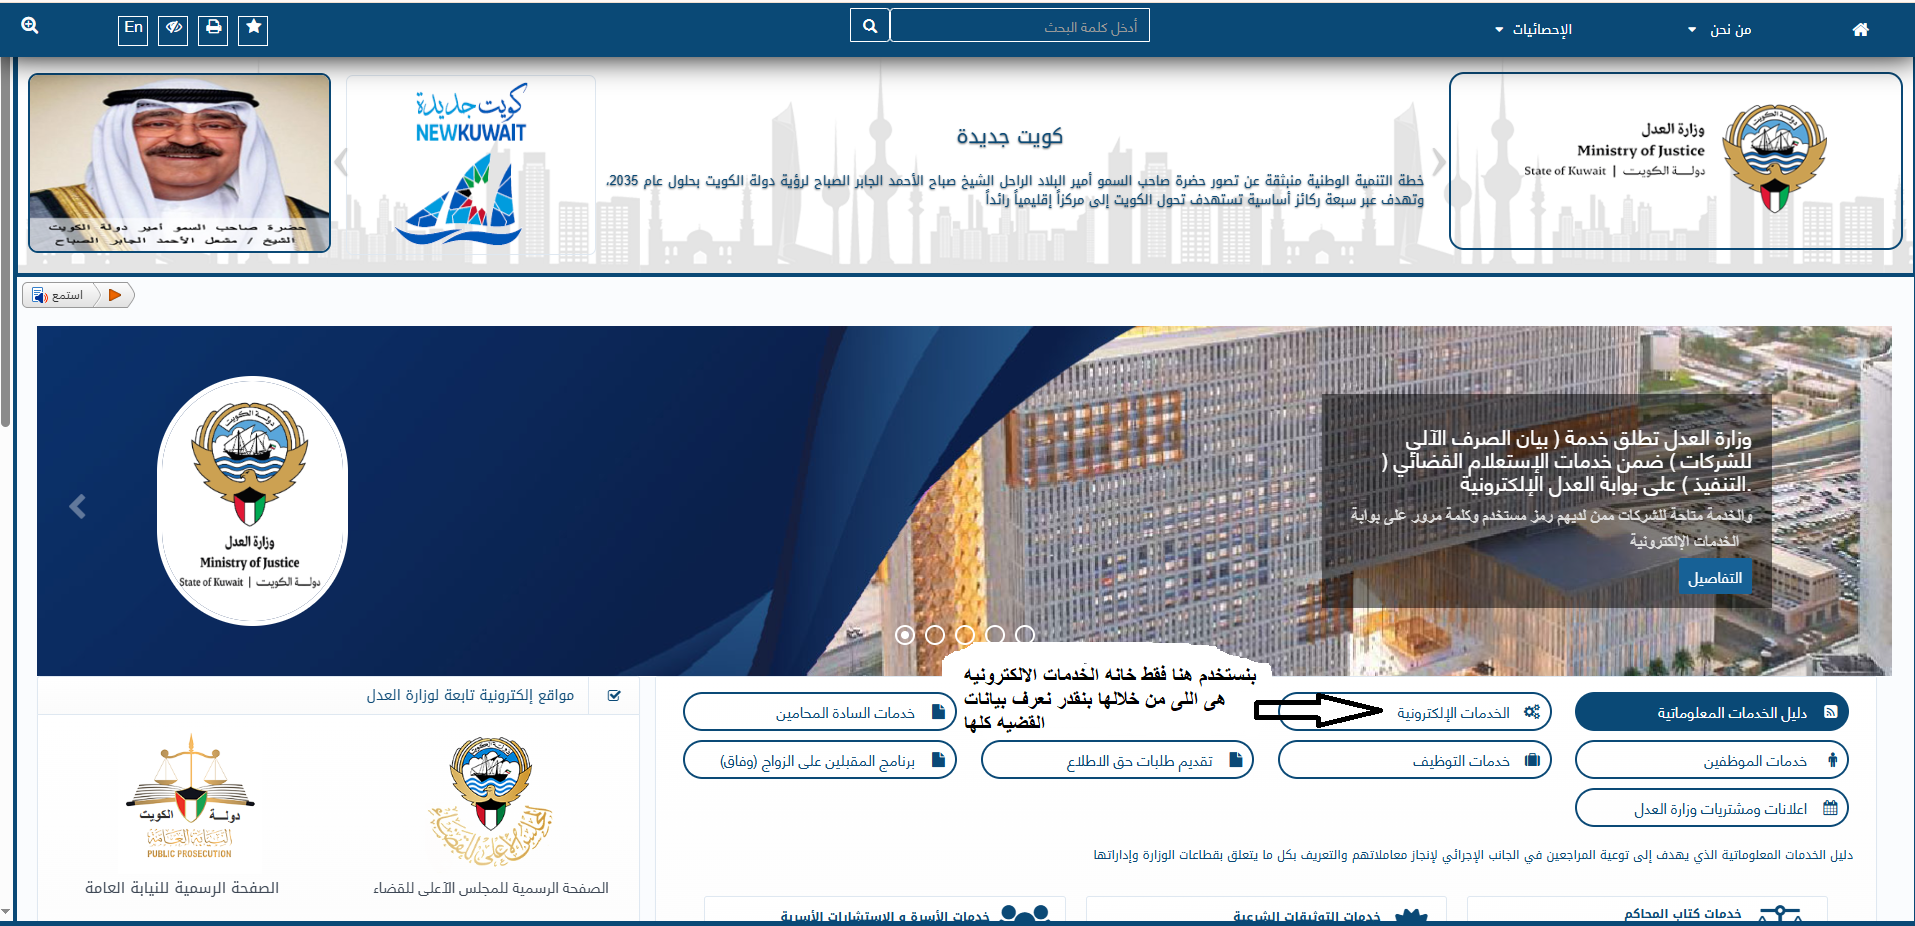 من نحن
الإحصائيات
أدخل كلمة البحث
En
وزارة العدل
Ministry of Justice
State of Kuwait | دولـــة الكويـت
كويت جديدة
خطة التنمية الوطنية منبثقة عن تصور حضرة صاحب السمو أمير البلاد الراحل الشيخ صباح الأحمد الجابر الصباح لرؤية دولة الكويت بحلول عام 2035،
وتهدف عبر سبعة ركائز أساسية تستهدف تحول الكويت إلى مركزاً إقليمياً رائداً
كويت جديدة
NEWKUWAIT
حضرة صاحب السمو أمير دولة الكويت
الشيخ / مشعل الأحمد الجابر الصباح
استمع
وزارة العدل تطلق خدمة ( بيان الصرف الآلي
للشركات ) ضمن خدمات الإستعلام القضائي (
التنفيذ ) على بوابة العدل الإلكترونية.
والخدمة متاحة للشركات ممن لديهم رمز مستخدم وكلمة مرور على بوابة
الخدمات الإلكترونية
التفاصيل
دولة الكويت
وزارة العدل
Ministry of Justice
State of Kuwait | دولـــة الكويـت
بنستخدم هنا فقط خانه الخدمات الالكترونيه
هى اللى من خلالها بنقدر نعرف بيانات
القضيه كلها
دليل الخدمات المعلوماتية
الخدمات الإلكترونية
خدمات السادة المحامين
خدمات الموظفين
خدمات التوظيف
تقديم طلبات حق الاطلاع
برنامج المقبلين على الزواج (وفاق)
اعلانات ومشتريات وزارة العدل
دليل الخدمات المعلوماتية الذي يهدف إلى توعية المراجعين في الجانب الإجرائي لإنجاز معاملاتهم والتعريف بكل ما يتعلق بقطاعات الوزارة وإداراتها
خدمات كتاب المحاكم
خدمات التوثيقات الشرعية
خدمات الأسرة و الاستشارات الأسرية
مواقع إلكترونية تابعة لوزارة العدل
المجلس الأعلى للقضاء
الصفحة الرسمية للمجلس الآعلى للقضاء
دولـــة الكويت
النيابة العامة
PUBLIC PROSECUTION
الصفحة الرسمية للنيابة العامة